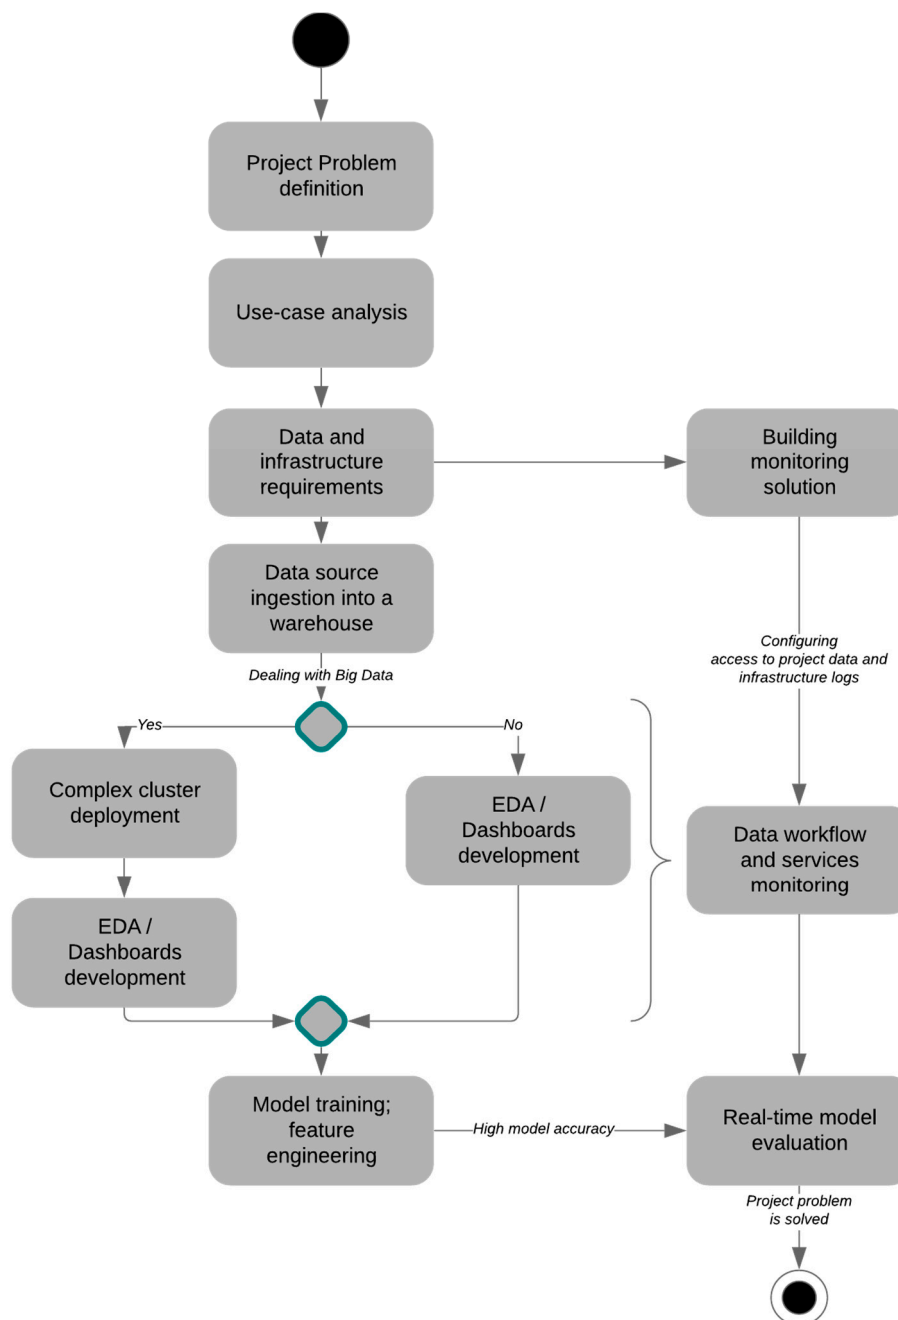 Project Problem
definition
Use-case analysis
Data and
infrastructure
requirements
Building
monitoring
solution
Data source
ingestion into a
warehouse
Configuring
access to project data and
infrastructure logs
Dealing with Big Data
Yes
No
Complex cluster
deployment
EDA /
Dashboards
development
Data workflow
and services
monitoring
EDA /
Dashboards
development
Model training;
feature
engineering
High model accuracy
Real-time model
evaluation
Project problem
is solved